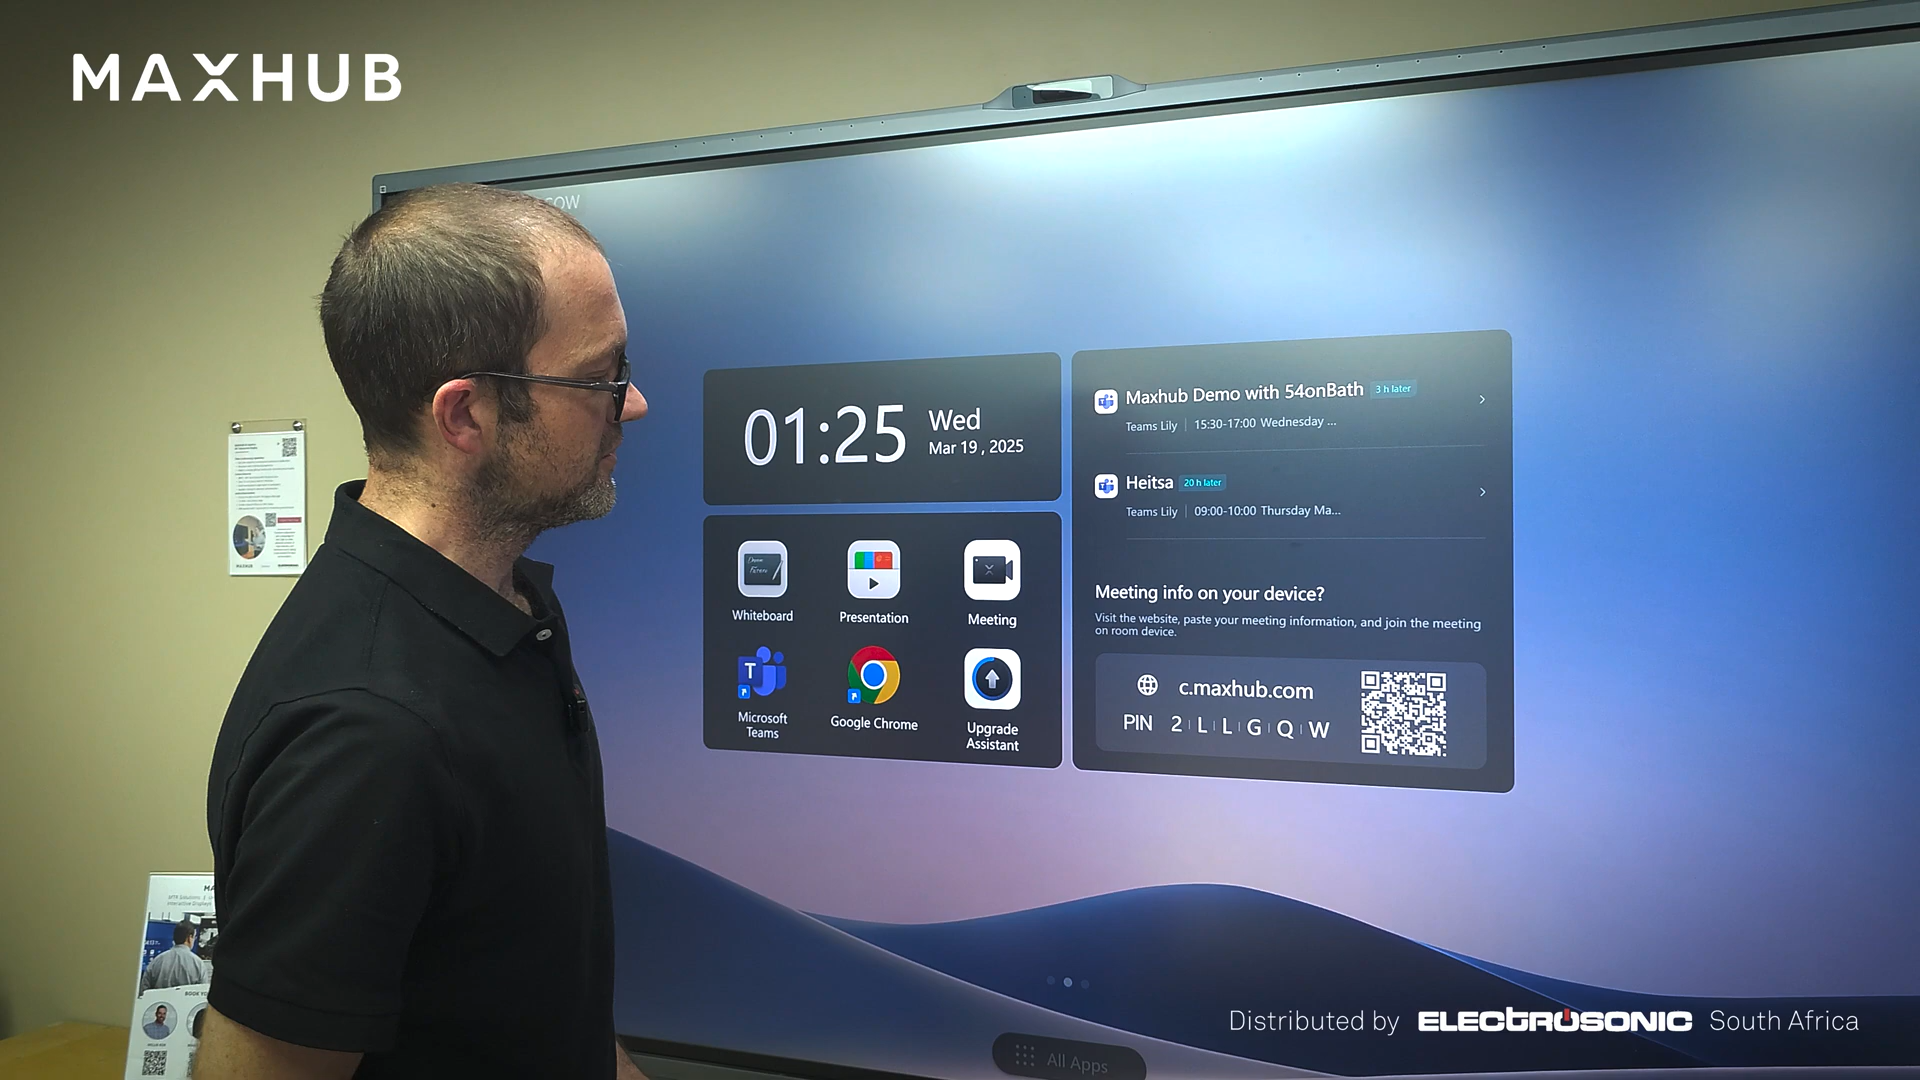 MAXHUB
COW
01:25
Wed
Mar 19 , 2025
Whiteboard
Presentation
Meeting
Microsoft
Teams
Google Chrome
Upgrade
Assistant
Maxhub Demo with 54onBath 3 h later
Teams Lily 15:30-17:00 Wednesday ...
Heitsa 20 h later
Teams Lily 09:00-10:00 Thursday Ma...
Meeting info on your device?
Visit the website, paste your meeting information, and join the meeting
on room device.
c.maxhub.com
PIN 2 L L G Q W
All Apps
Distributed by ELECTROSONIC South Africa